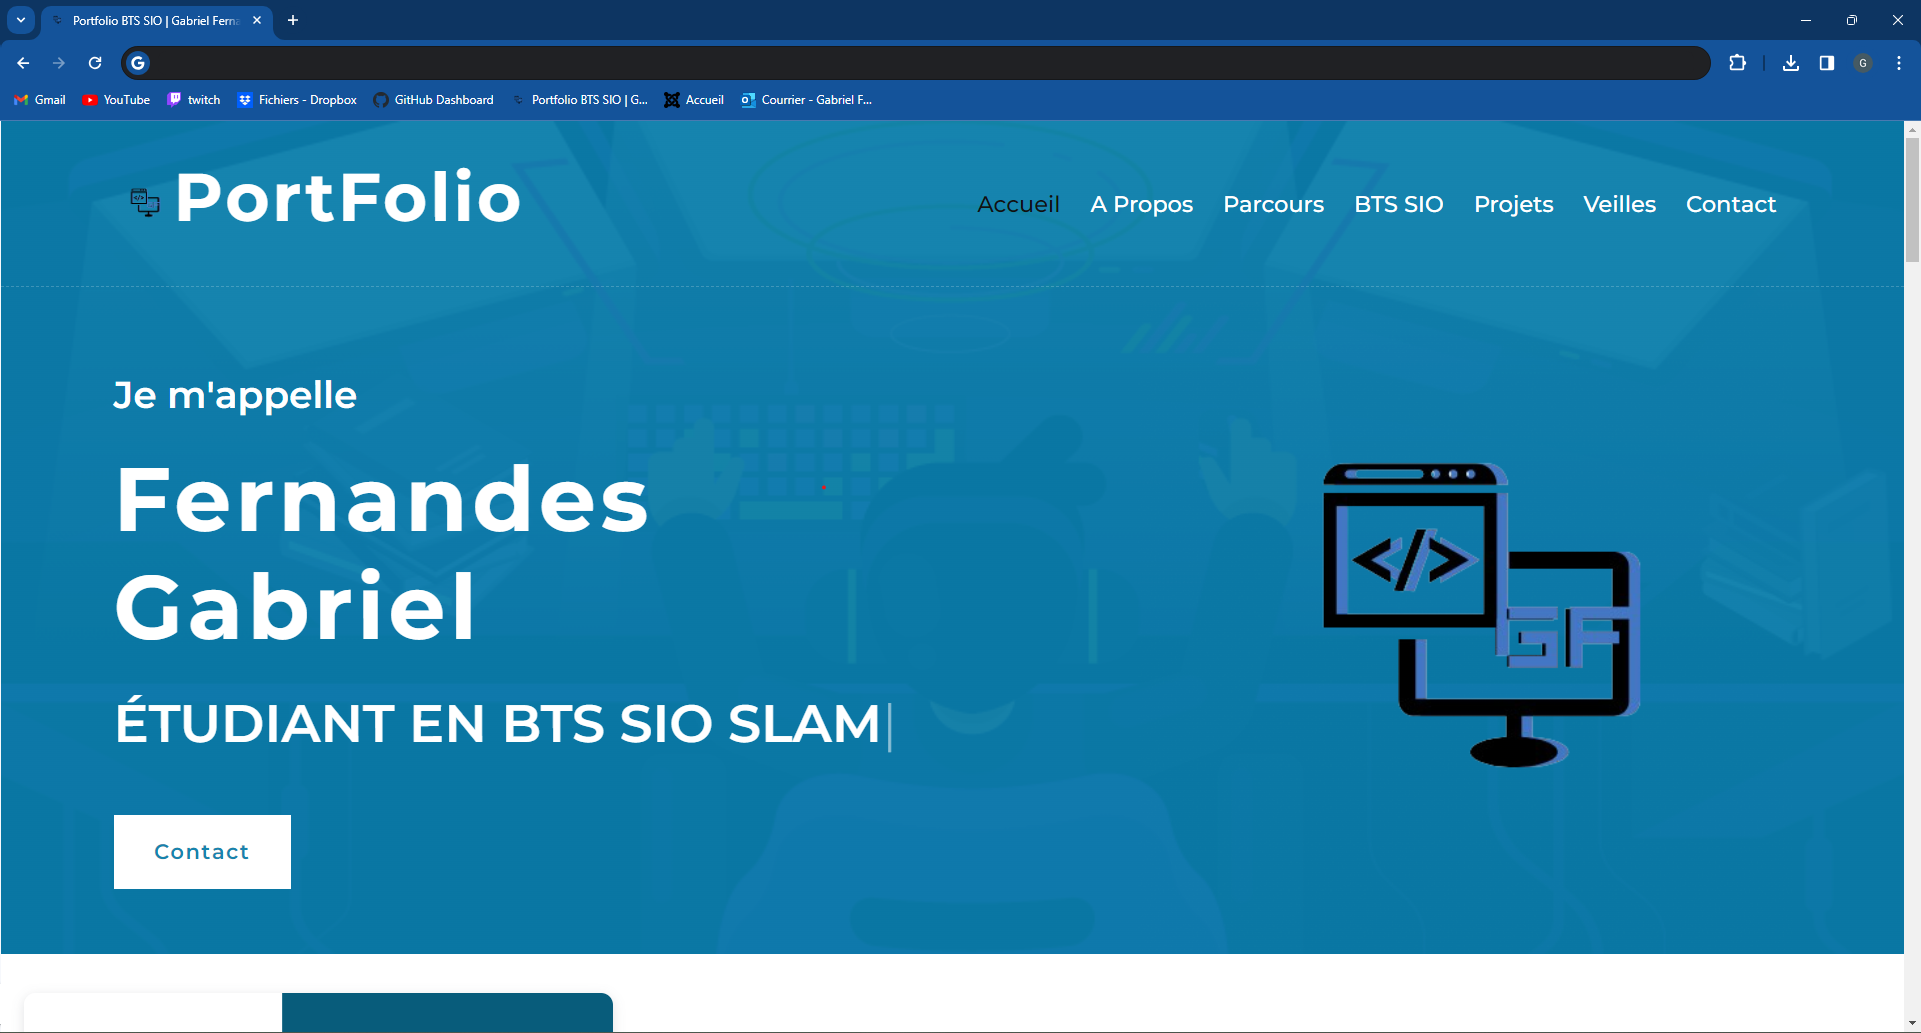 Portfolio BTS SIO | Gabriel Ferna
G
Gmail YouTube twitch Fichiers - Dropbox GitHub Dashboard Portfolio BTS SIO | G... Accueil Courrier - Gabriel F...
PortFolio
Accueil A Propos Parcours BTS SIO Projets Veilles Contact
Je m'appelle
Fernandes
Gabriel
ÉTUDIANT EN BTS SIO SLAM|
Contact
</>
GF